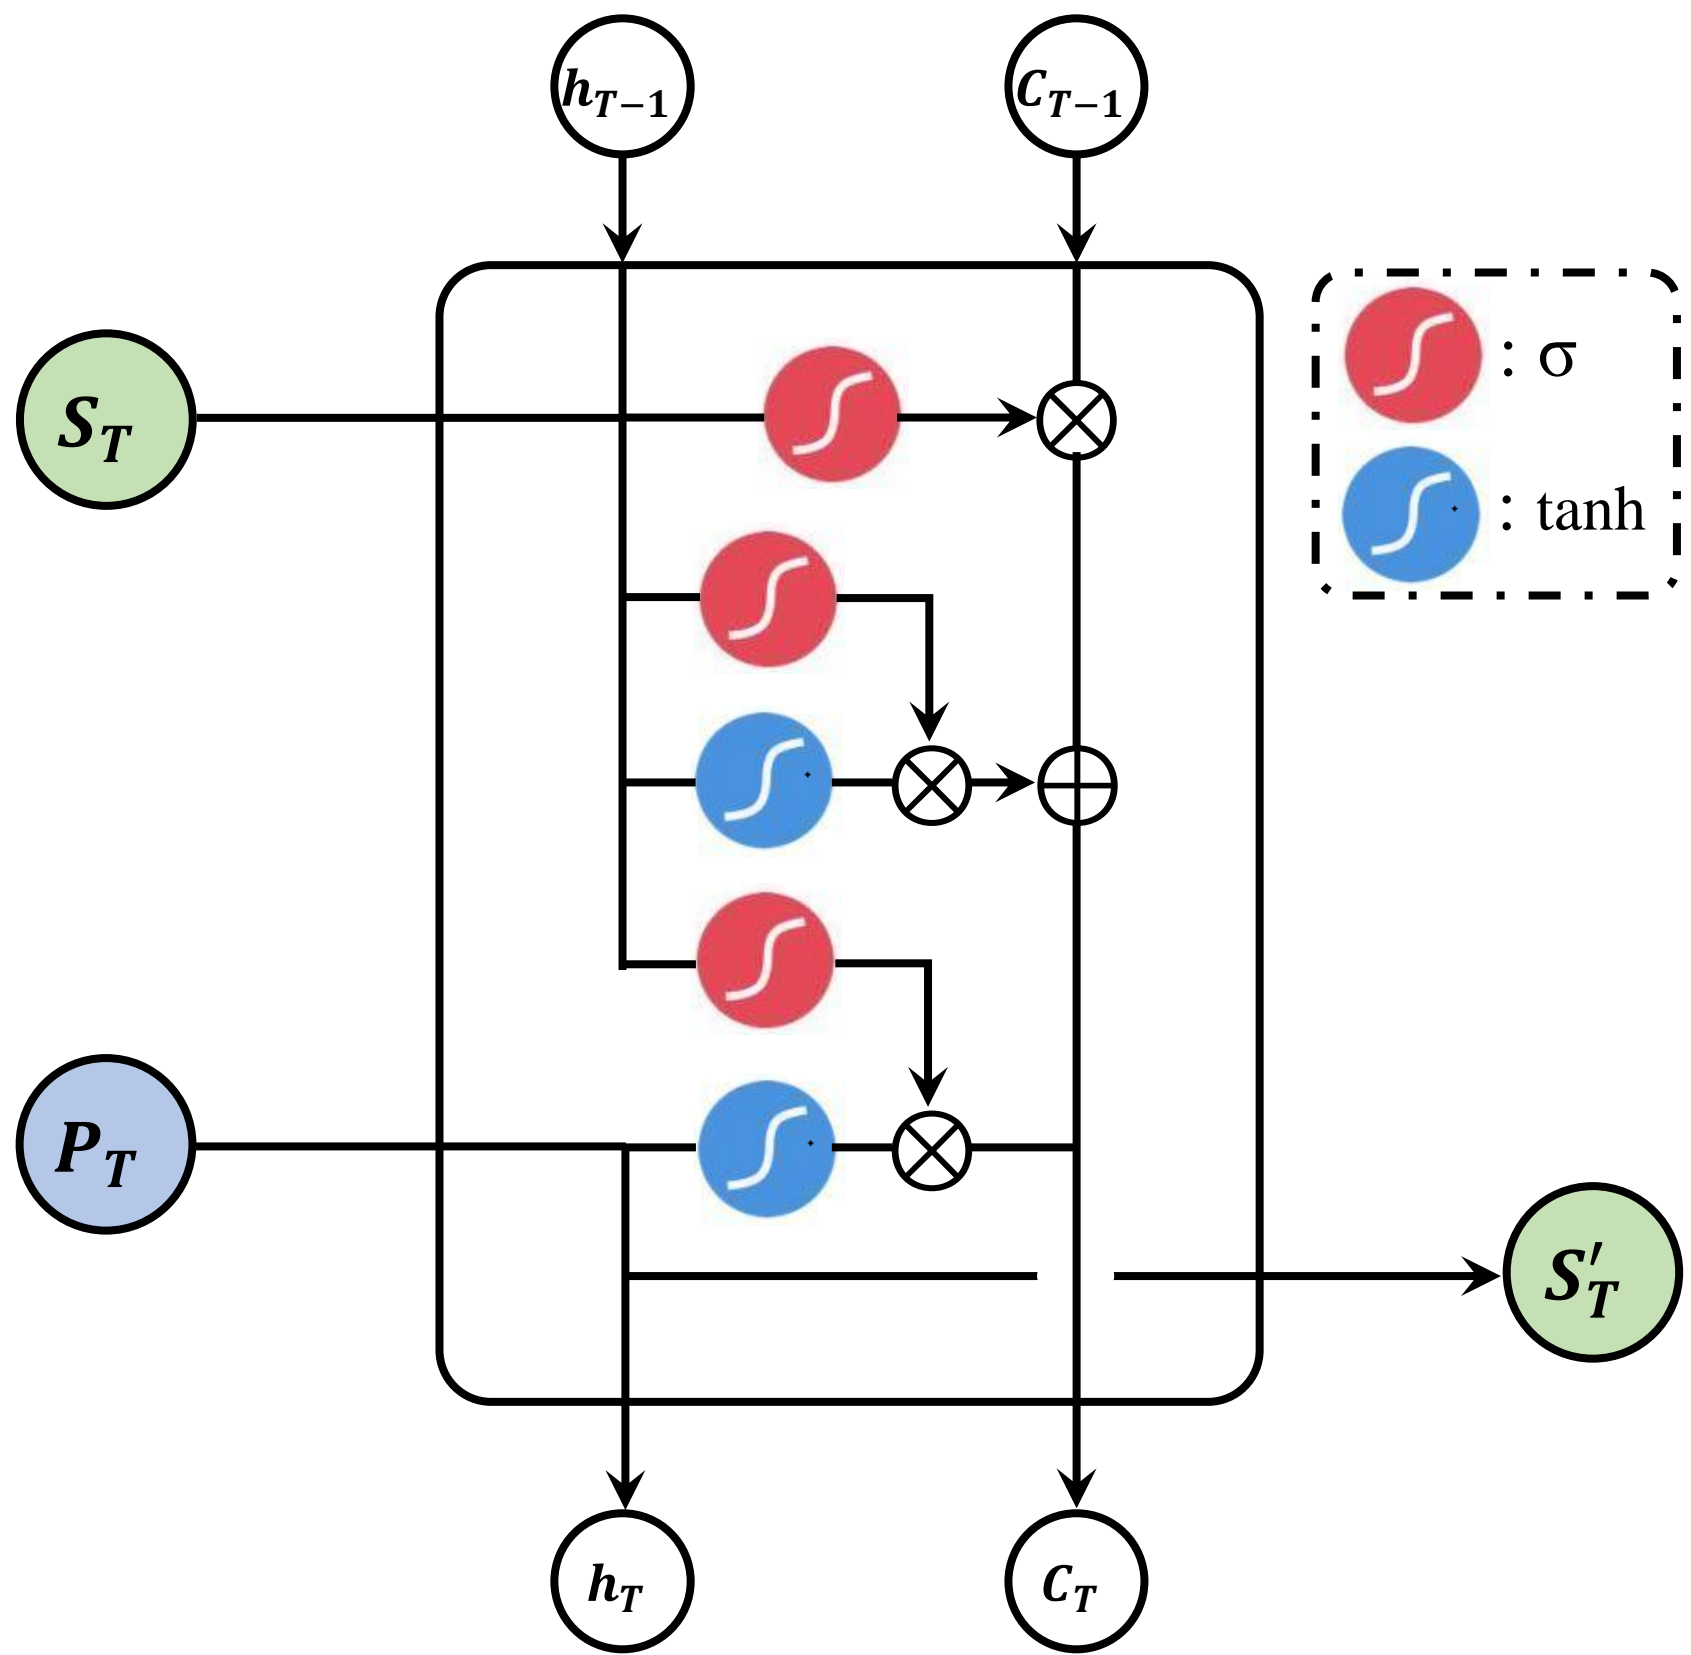 h_{T-1}
C_{T-1}
S_T
: σ
: tanh
P_T
S'_T
h_T
C_T